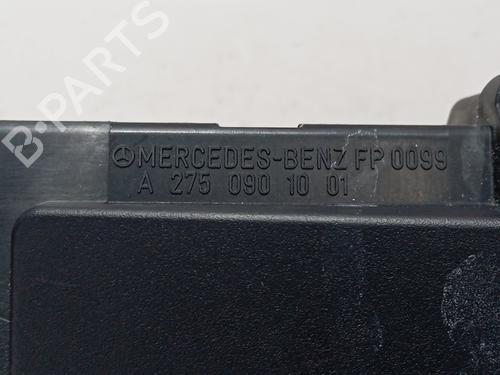 MERCEDES-BENZ FP 0099
A 275 090 10 01
B-PARTS